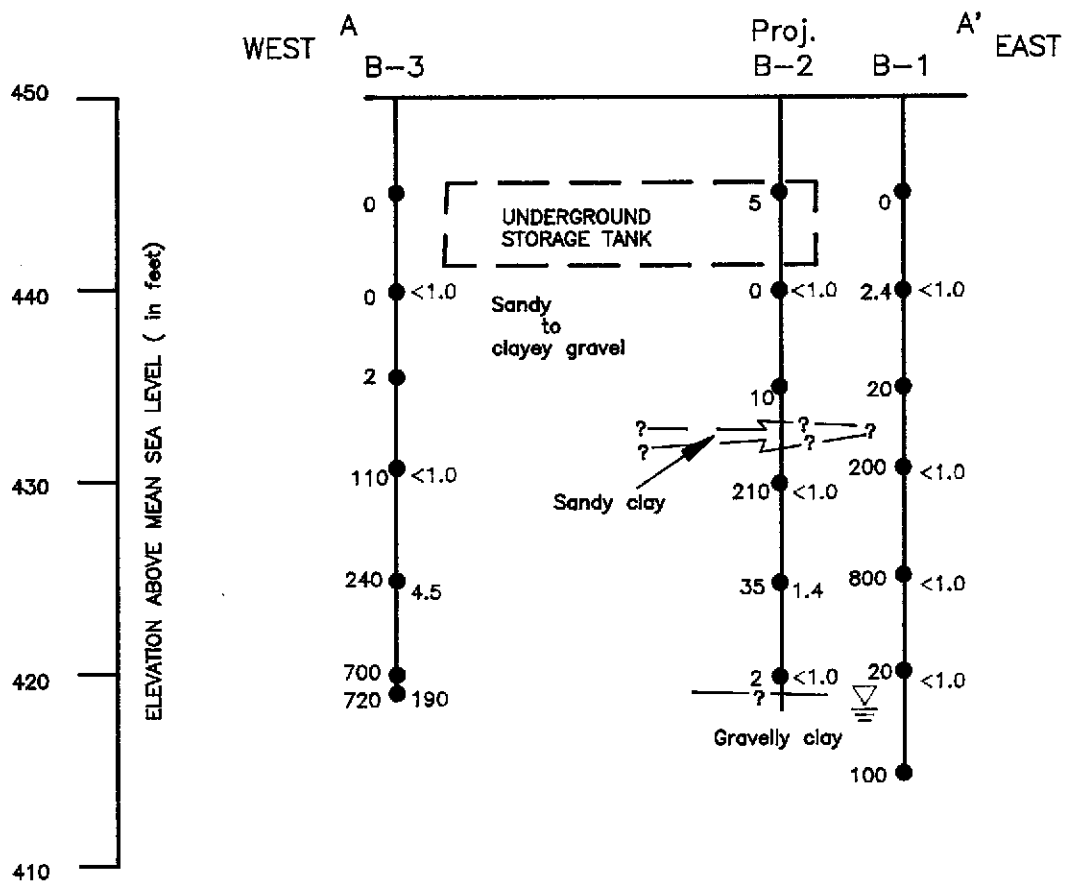 A
Proj.
A'
WEST
EAST
B-3
B-2
B-1
450
0
5
0
UNDERGROUND
STORAGE TANK
440
0 <1.0
0 <1.0
2.4 <1.0
Sandy
to
clayey gravel
2
10
20
? ? ?
? ?
110 <1.0
200 <1.0
430
210 <1.0
Sandy clay
240 4.5
35 1.4
800 <1.0
420
700
2 <1.0
20 <1.0
720 190
?
Gravelly clay
100
410
ELEVATION ABOVE MEAN SEA LEVEL ( in feet)